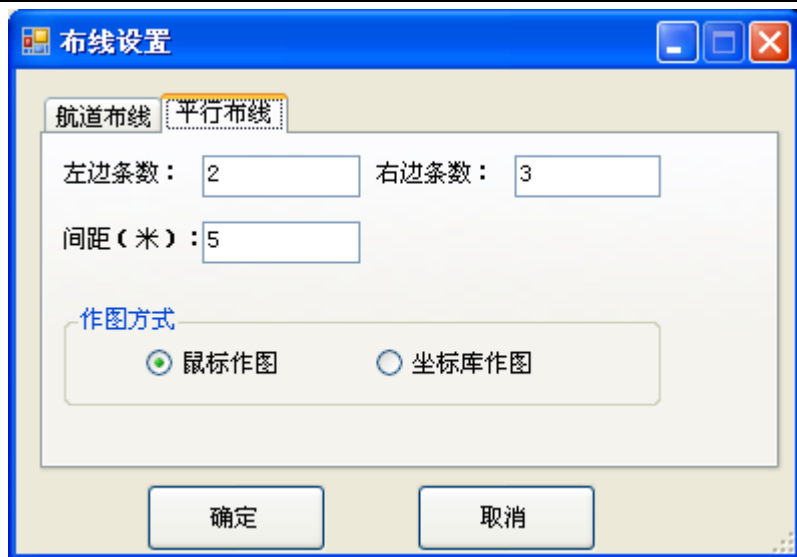 布线设置
航道布线 平行布线
左边条数： 2 右边条数： 3
间距(米)：5
作图方式
鼠标作图 坐标库作图
确定 取消